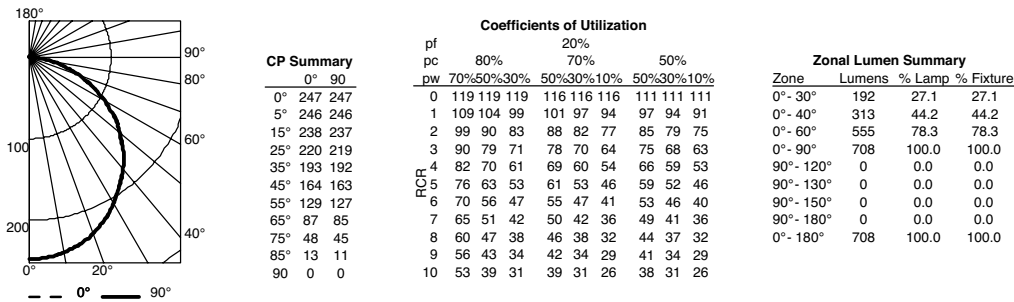 180°
90°
80°
60°
40°
100
200
0° 20°
0° 90°
CP Summary
0° 90
0° 247 247
5° 246 246
15° 238 237
25° 220 219
35° 193 192
45° 164 163
55° 129 127
65° 87 85
75° 48 45
85° 13 11
90 0 0
Coefficients of Utilization
pf 20%
pc 80% 70% 50%
pw 70%50%30% 50%30%10% 50%30%10%
RCR
0 119 119 119 116 116 116 111 111 111
1 109 104 99 101 97 94 97 94 91
2 99 90 83 88 82 77 85 79 75
3 90 79 71 78 70 64 75 68 63
4 82 70 61 69 60 54 66 59 53
5 76 63 53 61 53 46 59 52 46
6 70 56 47 55 47 41 53 46 40
7 65 51 42 50 42 36 49 41 36
8 60 47 38 46 38 32 44 37 32
9 56 43 34 42 34 29 41 34 29
10 53 39 31 39 31 26 38 31 26
Zonal Lumen Summary
Zone Lumens % Lamp % Fixture
0°- 30° 192 27.1 27.1
0°- 40° 313 44.2 44.2
0°- 60° 555 78.3 78.3
0°- 90° 708 100.0 100.0
90°- 120° 0 0.0 0.0
90°- 130° 0 0.0 0.0
90°- 150° 0 0.0 0.0
90°- 180° 0 0.0 0.0
0°- 180° 708 100.0 100.0